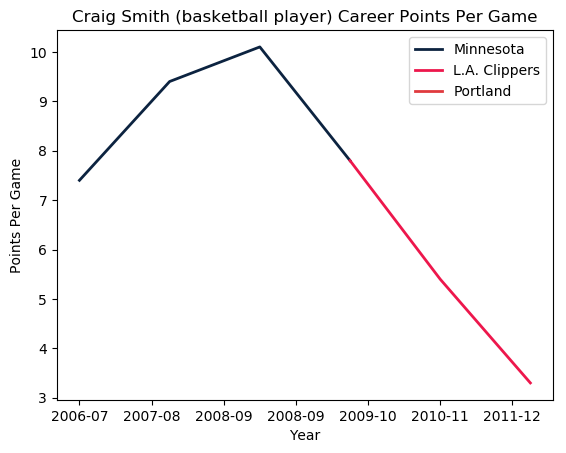 Craig Smith (basketball player) Career Points Per Game
Minnesota
L.A. Clippers
Portland
Points Per Game
10
9
8
7
6
5
4
3
2006-07 2007-08 2008-09 2008-09 2009-10 2010-11 2011-12
Year